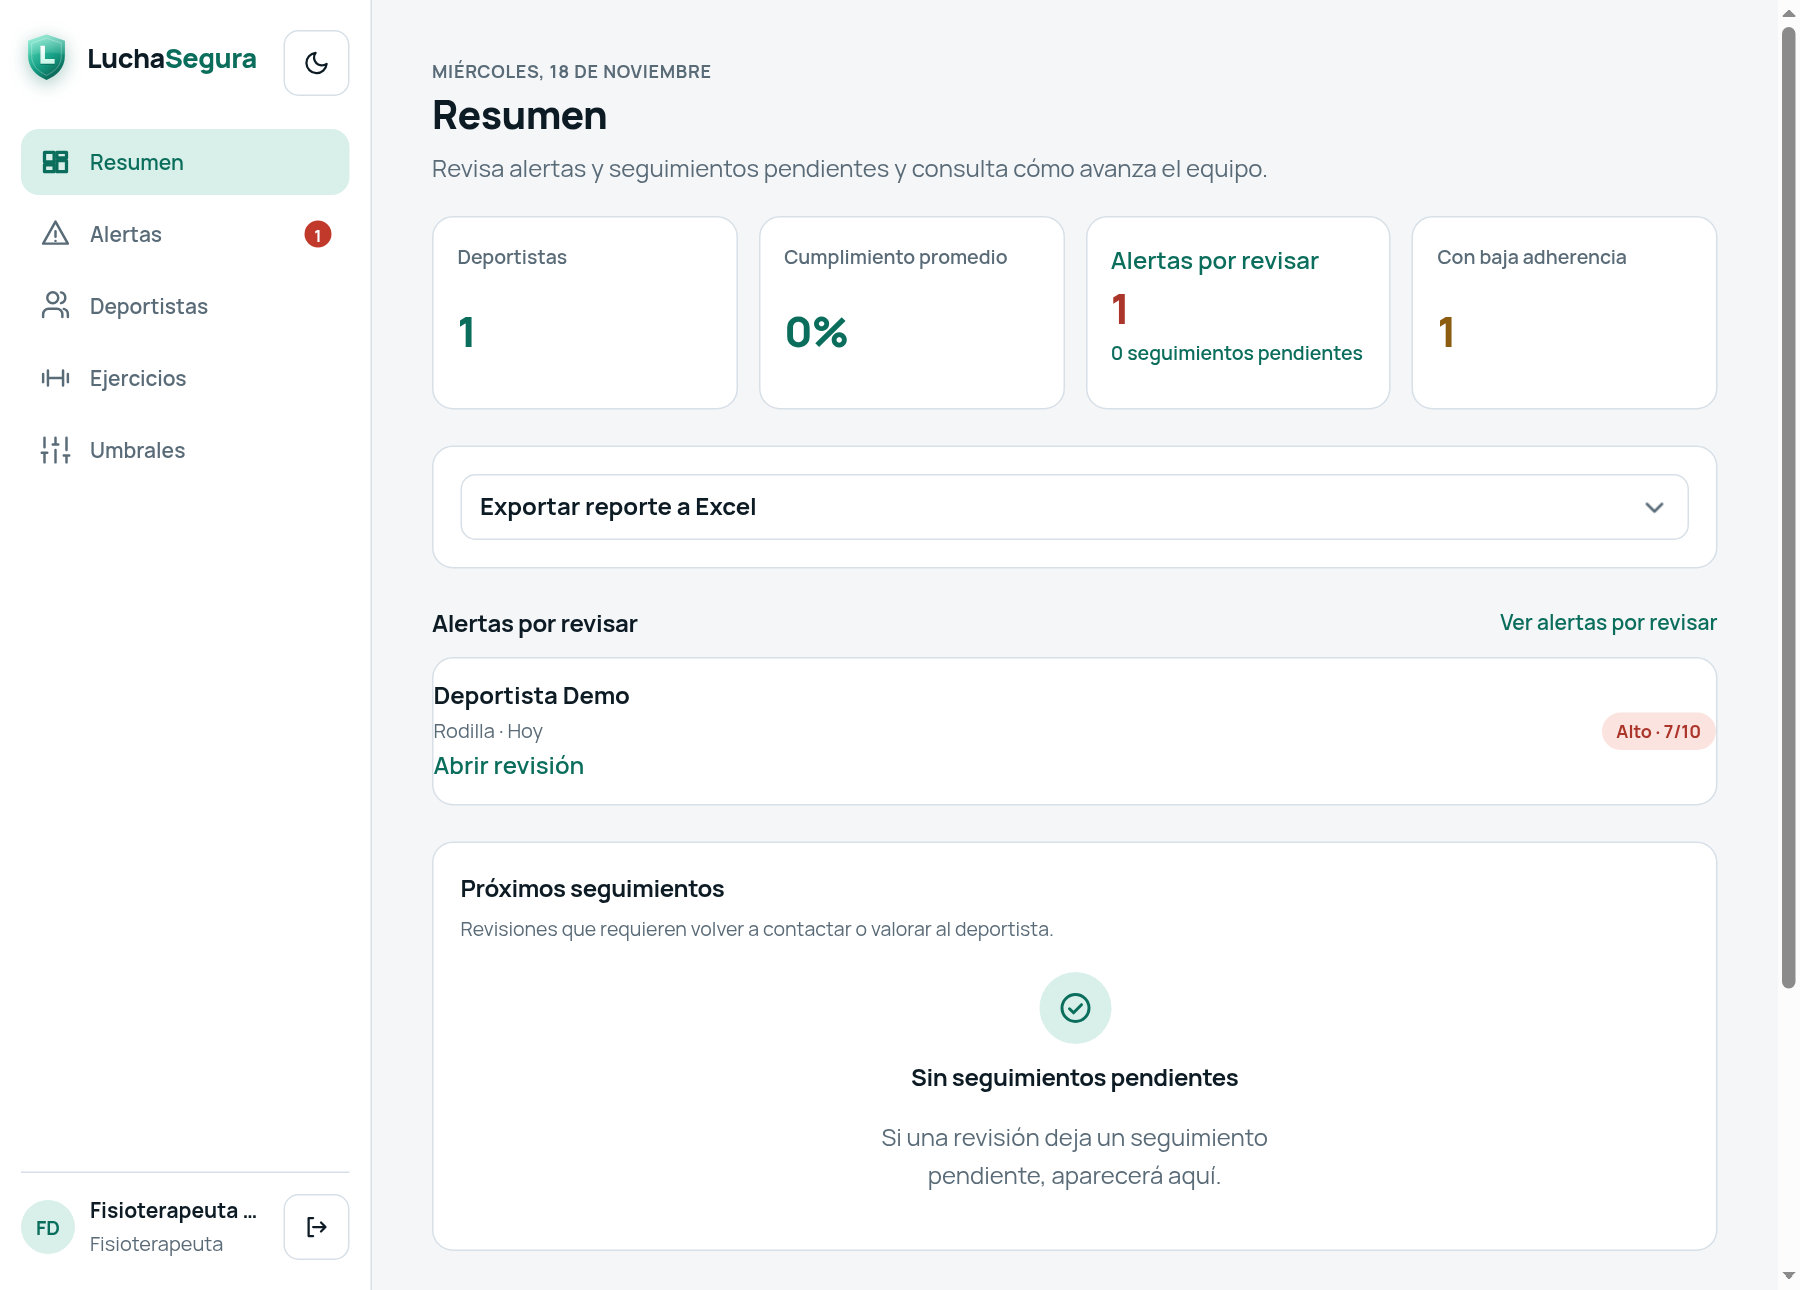 LuchaSegura
Resumen
Alertas
1
Deportistas
Ejercicios
Umbrales
FD
Fisioterapeuta ...
Fisioterapeuta
MIÉRCOLES, 18 DE NOVIEMBRE
Resumen
Revisa alertas y seguimientos pendientes y consulta cómo avanza el equipo.
Deportistas
1
Cumplimiento promedio
0%
Alertas por revisar
1
0 seguimientos pendientes
Con baja adherencia
1
Exportar reporte a Excel
Alertas por revisar
Ver alertas por revisar
Deportista Demo
Rodilla · Hoy
Abrir revisión
Alto · 7/10
Próximos seguimientos
Revisiones que requieren volver a contactar o valorar al deportista.
Sin seguimientos pendientes
Si una revisión deja un seguimiento
pendiente, aparecerá aquí.